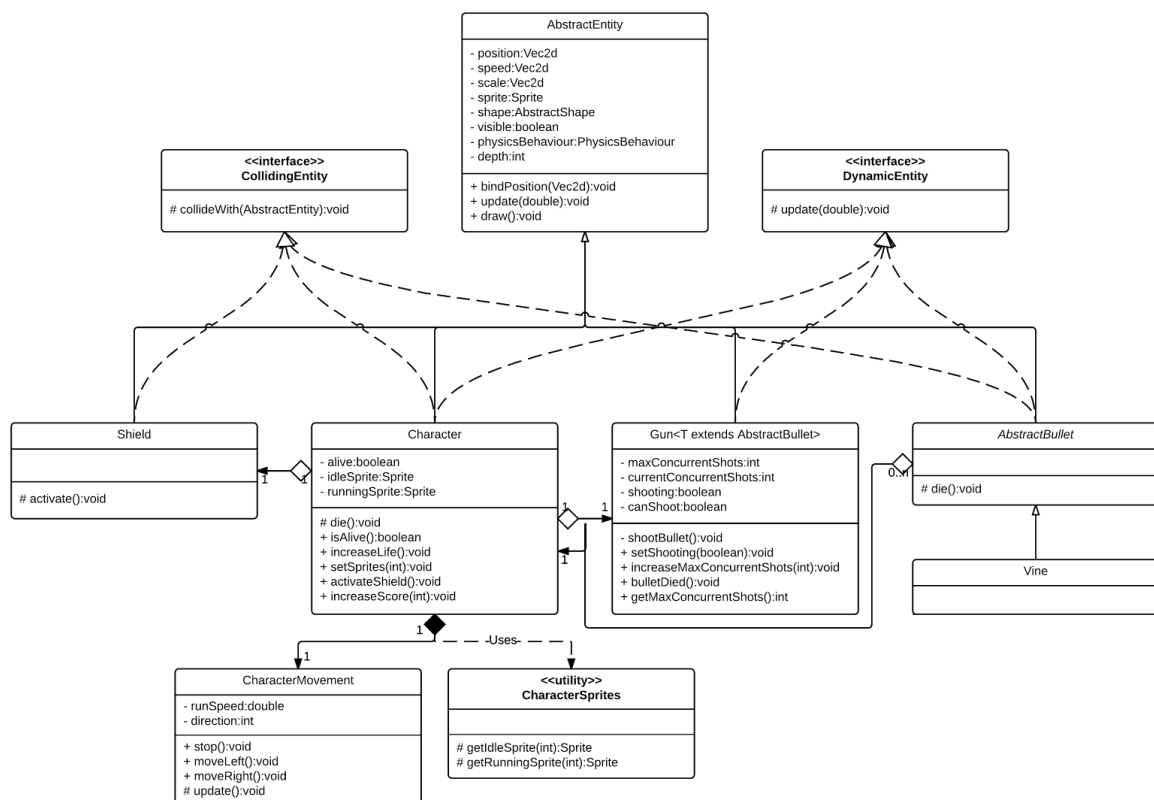 AbstractEntity
- position:Vec2d
- speed:Vec2d
- scale:Vec2d
- sprite:Sprite
- shape:AbstractShape
- visible:boolean
- physicsBehaviour:PhysicsBehaviour
- depth:int
+ bindPosition(Vec2d):void
+ update(double):void
+ draw():void
<<interface>>
CollidingEntity
# collideWith(AbstractEntity):void
<<interface>>
DynamicEntity
# update(double):void
Shield
# activate():void
Character
- alive:boolean
- idleSprite:Sprite
- runningSprite:Sprite
# die():void
+ isAlive():boolean
+ increaseLife():void
+ setSprites(int):void
+ activateShield():void
+ increaseScore(int):void
Gun<T extends AbstractBullet>
- maxConcurrentShots:int
- currentConcurrentShots:int
- shooting:boolean
- canShoot:boolean
- shootBullet():void
+ setShooting(boolean):void
+ increaseMaxConcurrentShots(int):void
+ bulletDied():void
+ getMaxConcurrentShots():int
AbstractBullet
# die():void
Vine
1
1
1
1
1
0..n
1
1
Uses
CharacterMovement
- runSpeed:double
- direction:int
+ stop():void
+ moveLeft():void
+ moveRight():void
# update():void
<<utility>>
CharacterSprites
# getIdleSprite(int):Sprite
# getRunningSprite(int):Sprite